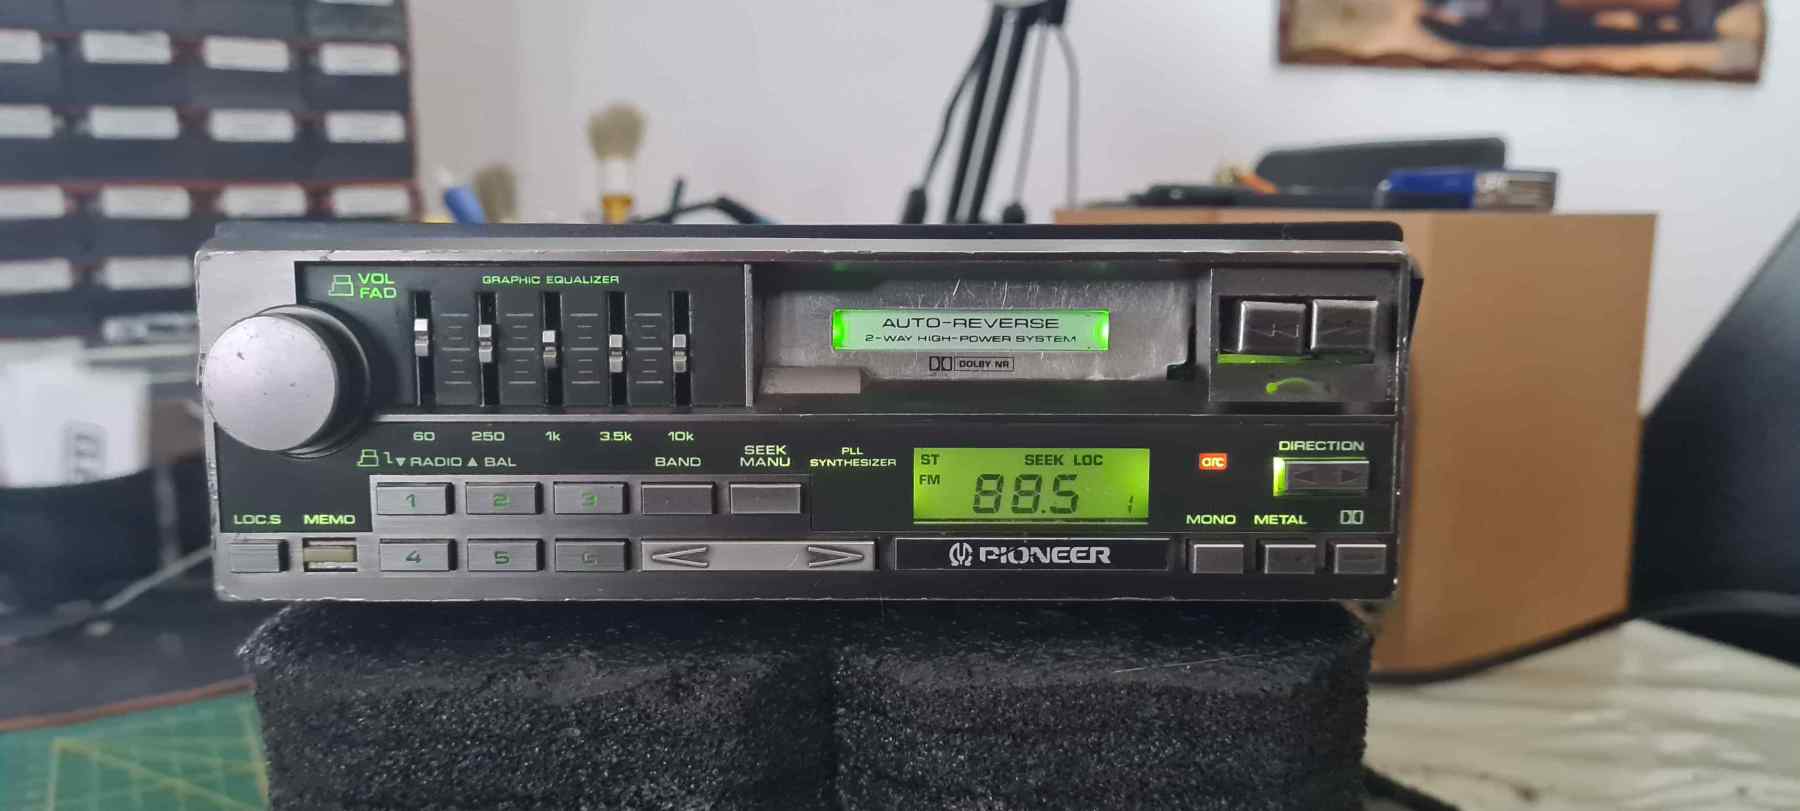 VOL
FAD
GRAPHIC EQUALIZER
AUTO-REVERSE
2-WAY HIGH-POWER SYSTEM
DOLBY NR
60 250 1k 3.5k 10k
▼ RADIO ▲ BAL
BAND
SEEK
MANU
PLL
SYNTHESIZER
ST SEEK LOC
FM 88.5 1
arc
DIRECTION
1 2 3
LOC.S MEMO
MONO METAL
4 5 6
PIONEER